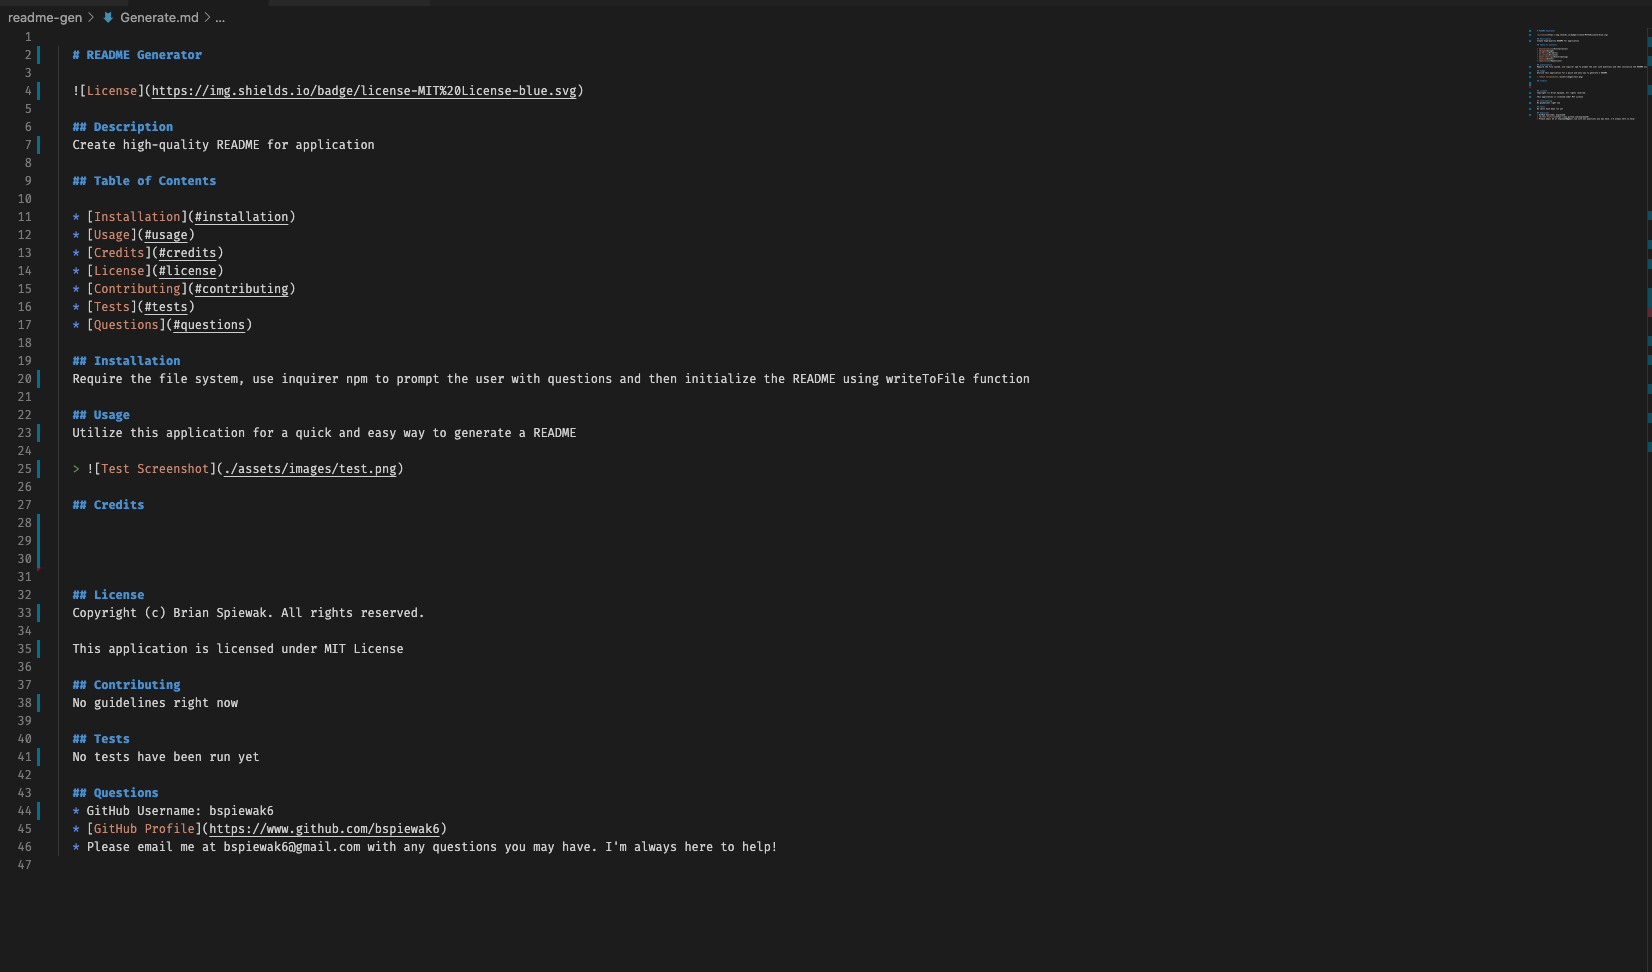 readme-gen > Generate.md > ...
1
2 # README Generator
3
4 ![License](https://img.shields.io/badge/license-MIT%20License-blue.svg)
5
6 ## Description
7 Create high-quality README for application
8
9 ## Table of Contents
10
11 * [Installation](#installation)
12 * [Usage](#usage)
13 * [Credits](#credits)
14 * [License](#license)
15 * [Contributing](#contributing)
16 * [Tests](#tests)
17 * [Questions](#questions)
18
19 ## Installation
20 Require the file system, use inquirer npm to prompt the user with questions and then initialize the README using writeToFile function
21
22 ## Usage
23 Utilize this application for a quick and easy way to generate a README
24
25 > ![Test Screenshot](./assets/images/test.png)
26
27 ## Credits
28
29
30
31
32 ## License
33 Copyright (c) Brian Spiewak. All rights reserved.
34
35 This application is licensed under MIT License
36
37 ## Contributing
38 No guidelines right now
39
40 ## Tests
41 No tests have been run yet
42
43 ## Questions
44 * GitHub Username: bspiewak6
45 * [GitHub Profile](https://www.github.com/bspiewak6)
46 * Please email me at bspiewak6@gmail.com with any questions you may have. I'm always here to help!
47